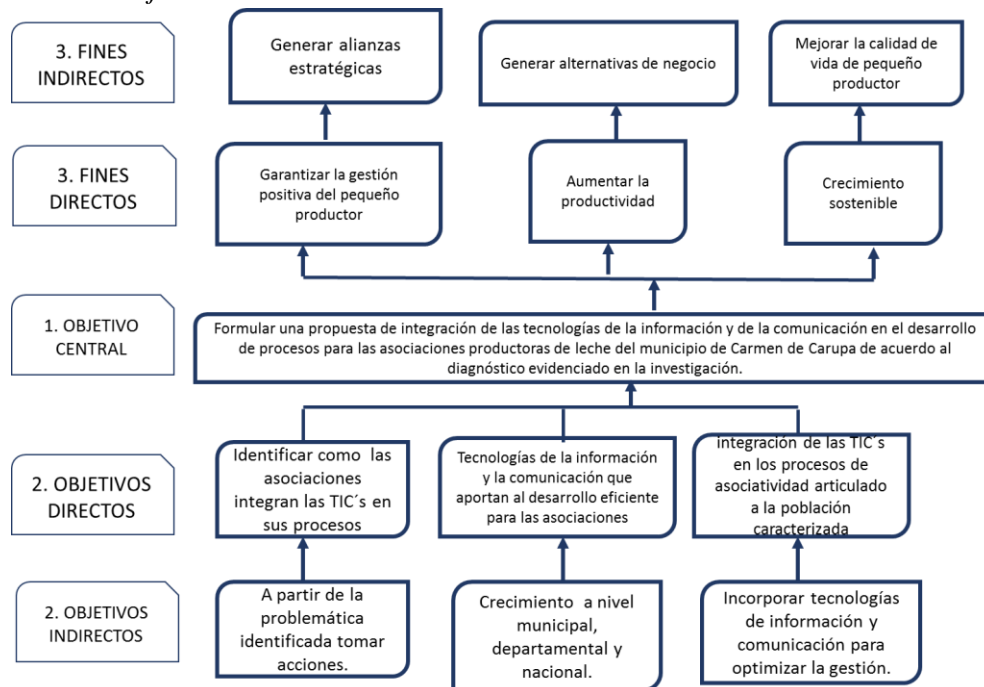 3. FINES
INDIRECTOS
Generar alianzas
estratégicas
Generar alternativas de negocio
Mejorar la calidad de
vida de pequeño
productor
3. FINES
DIRECTOS
Garantizar la gestión
positiva del pequeño
productor
Aumentar la
productividad
Crecimiento
sostenible
1. OBJETIVO
CENTRAL
Formular una propuesta de integración de las tecnologías de la información y de la comunicación en el desarrollo
de procesos para las asociaciones productoras de leche del municipio de Carmen de Carupa de acuerdo al
diagnóstico evidenciado en la investigación.
2. OBJETIVOS
DIRECTOS
Identificar como las
asociaciones
integran las TIC´s en
sus procesos
Tecnologías de la información
y la comunicación que
aportan al desarrollo eficiente
para las asociaciones
integración de las TIC´s
en los procesos de
asociatividad articulado
a la población
caracterizada
2. OBJETIVOS
INDIRECTOS
A partir de la
problemática
identificada tomar
acciones.
Crecimiento a nivel
municipal,
departamental y
nacional.
Incorporar tecnologías
de información y
comunicación para
optimizar la gestión.